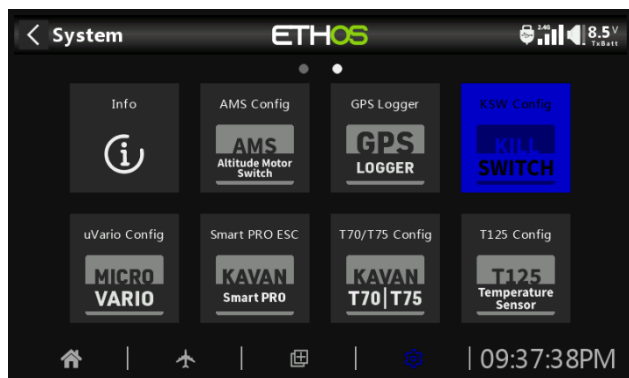 System
ETHOS
2.4G
8.5V
TxBatt
Info
AMS Config
GPS Logger
KSW Config
AMS
Altitude Motor
Switch
GPS
LOGGER
KILL
SWITCH
uVario Config
Smart PRO ESC
T70/T75 Config
T125 Config
MICRO
VARIO
KAVAN
Smart PRO
KAVAN
T70|T75
T125
Temperature
Sensor
09:37:38PM